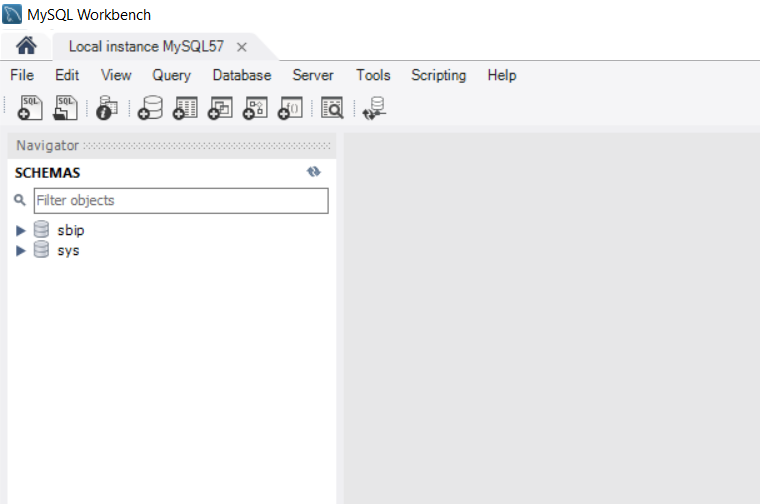 MySQL Workbench
Local instance MySQL57
File Edit View Query Database Server Tools Scripting Help
SQL SQL f()
Navigator
SCHEMAS
Filter objects
sbip
sys